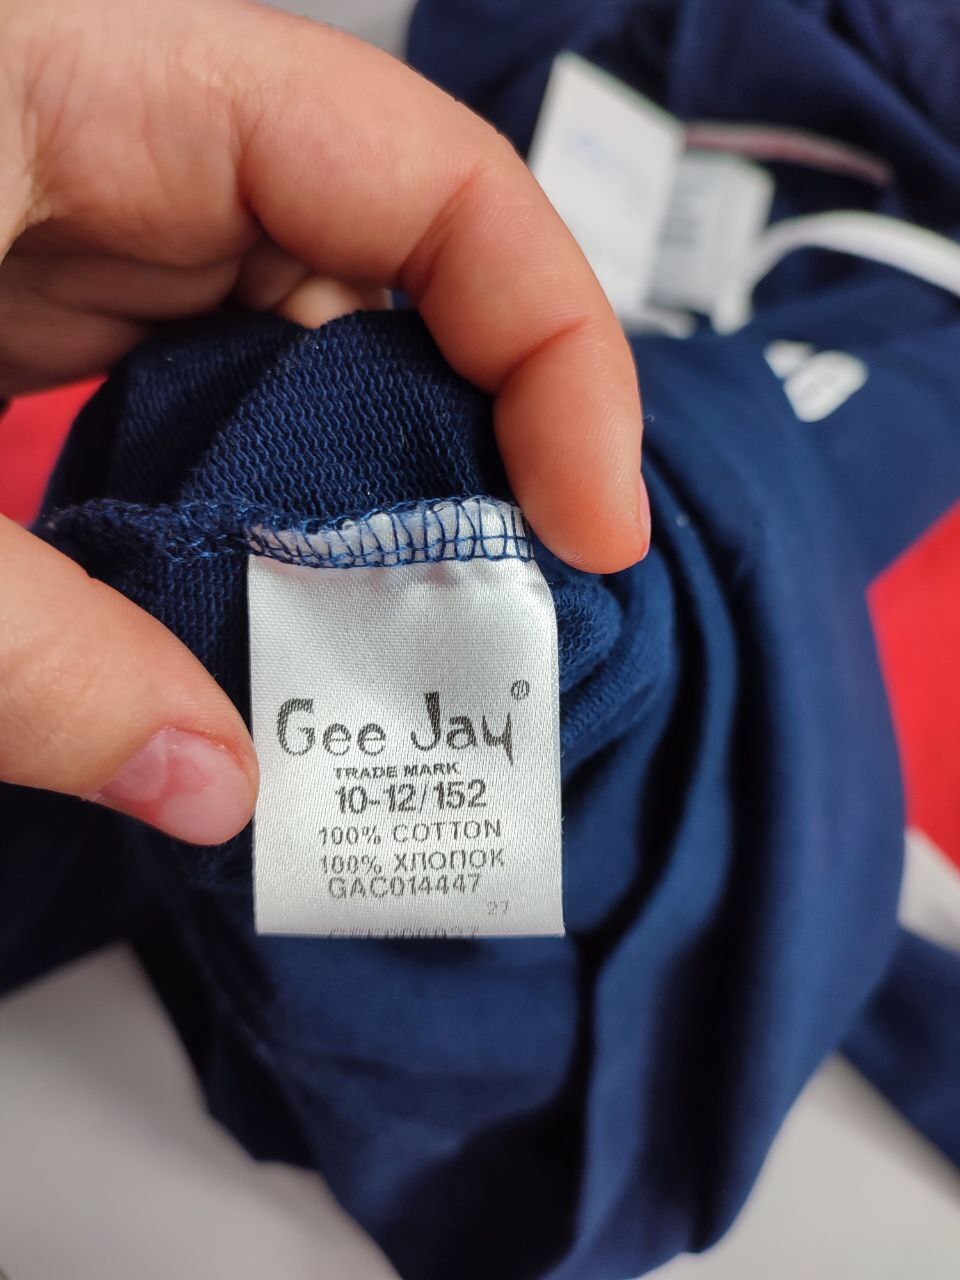 Gee Jay®
TRADE MARK
10-12/152
100% COTTON
100% ХЛОПОК
GAC014447
27